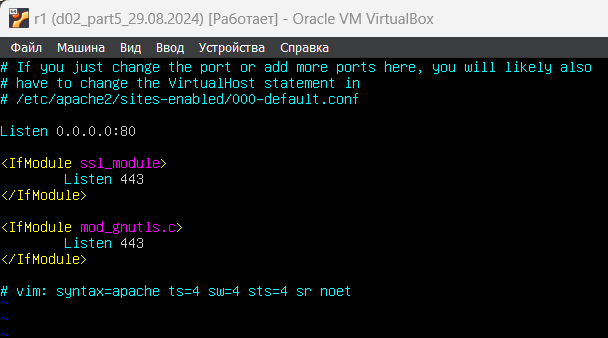 r1 (d02_part5_29.08.2024) [Работает] - Oracle VM VirtualBox
Файл Машина Вид Ввод Устройства Справка
# If you just change the port or add more ports here, you will likely also
# have to change the VirtualHost statement in
# /etc/apache2/sites-enabled/000-default.conf
Listen 0.0.0.0:80
<IfModule ssl_module>
Listen 443
</IfModule>
<IfModule mod_gnutls.c>
Listen 443
</IfModule>
# vim: syntax=apache ts=4 sw=4 sts=4 sr noet
~
~
~